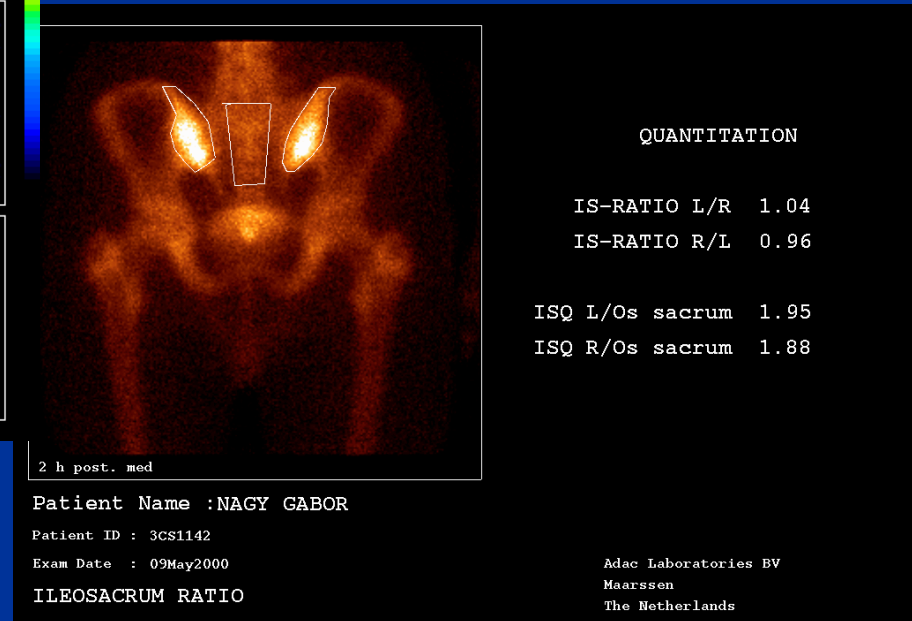 QUANTITATION
IS-RATIO L/R 1.04
IS-RATIO R/L 0.96
ISQ L/Os sacrum 1.95
ISQ R/Os sacrum 1.88
2 h post. med
Patient Name :NAGY GABOR
Patient ID : 3CS1142
Exam Date : 09May2000
ILEOSACRUM RATIO
Adac Laboratories BV
Maarssen
The Netherlands